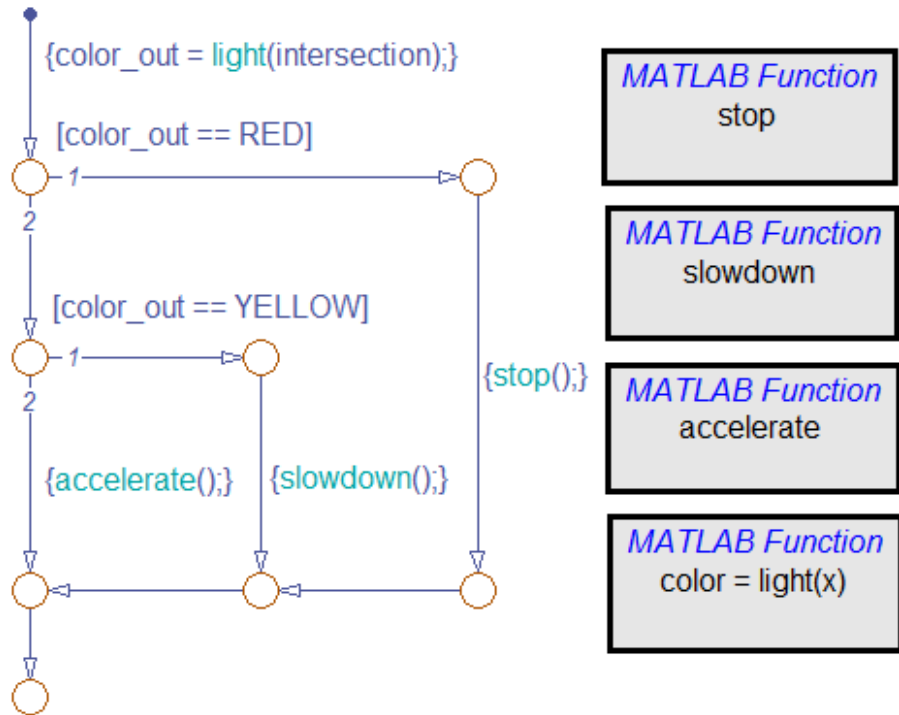 {color_out = light(intersection);}
[color_out == RED]
1
2
[color_out == YELLOW]
1
2
{accelerate();}
{slowdown();}
{stop();}
MATLAB Function
stop
MATLAB Function
slowdown
MATLAB Function
accelerate
MATLAB Function
color = light(x)